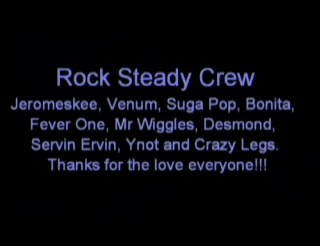 Rock Steady Crew
Jeromeskee, Venum, Suga Pop, Bonita,
Fever One, Mr Wiggles, Desmond,
Servin Ervin, Ynot and Crazy Legs.
Thanks for the love everyone!!!